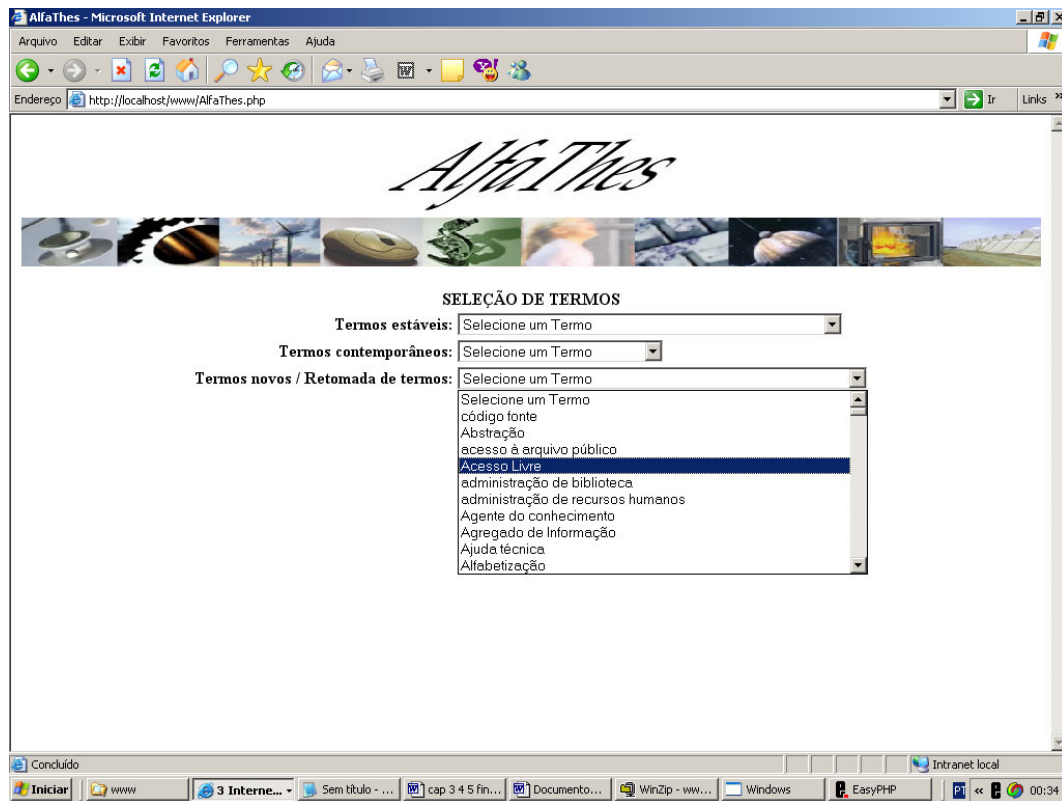 AlfaThes - Microsoft Internet Explorer
Arquivo Editar Exibir Favoritos Ferramentas Ajuda
Endereço http://localhost/www/AlfaThes.php Ir Links »
AlfaThes
SELEÇÃO DE TERMOS
Termos estáveis: Selecione um Termo
Termos contemporâneos: Selecione um Termo
Termos novos / Retomada de termos: Selecione um Termo
Selecione um Termo
código fonte
Abstração
acesso à arquivo público
Acesso Livre
administração de biblioteca
administração de recursos humanos
Agente do conhecimento
Agregado de Informação
Ajuda técnica
Alfabetização
Concluído Intranet local
Iniciar www 3 Interne... Sem título - ... cap 3 4 5 fin... Documento... WinZip - ww... Windows EasyPHP PT « 00:34